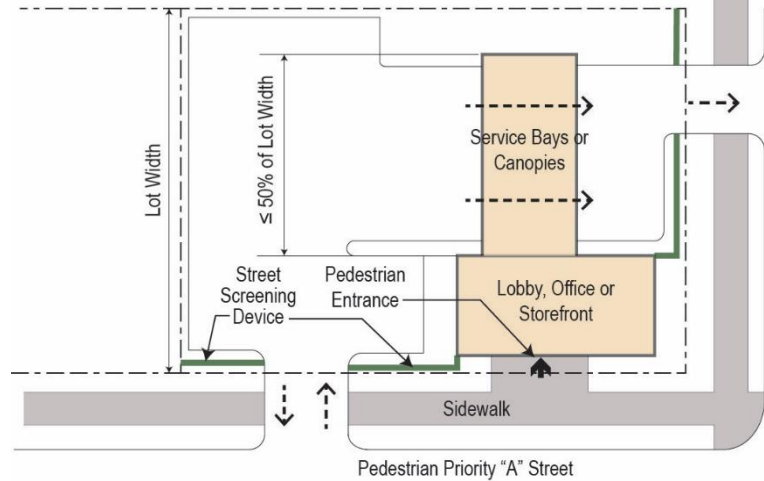 Lot Width
≤ 50% of Lot Width
Service Bays or
Canopies
Street
Screening
Device
Pedestrian
Entrance
Lobby, Office or
Storefront
Sidewalk
Pedestrian Priority “A” Street